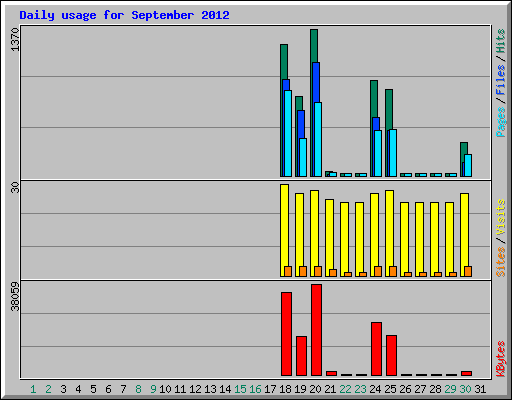 Daily usage for September 2012
1370
Pages / Files / Hits
30
Sites / Visits
38059
KBytes
1 2 3 4 5 6 7 8 9 10 11 12 13 14 15 16 17 18 19 20 21 22 23 24 25 26 27 28 29 30 31